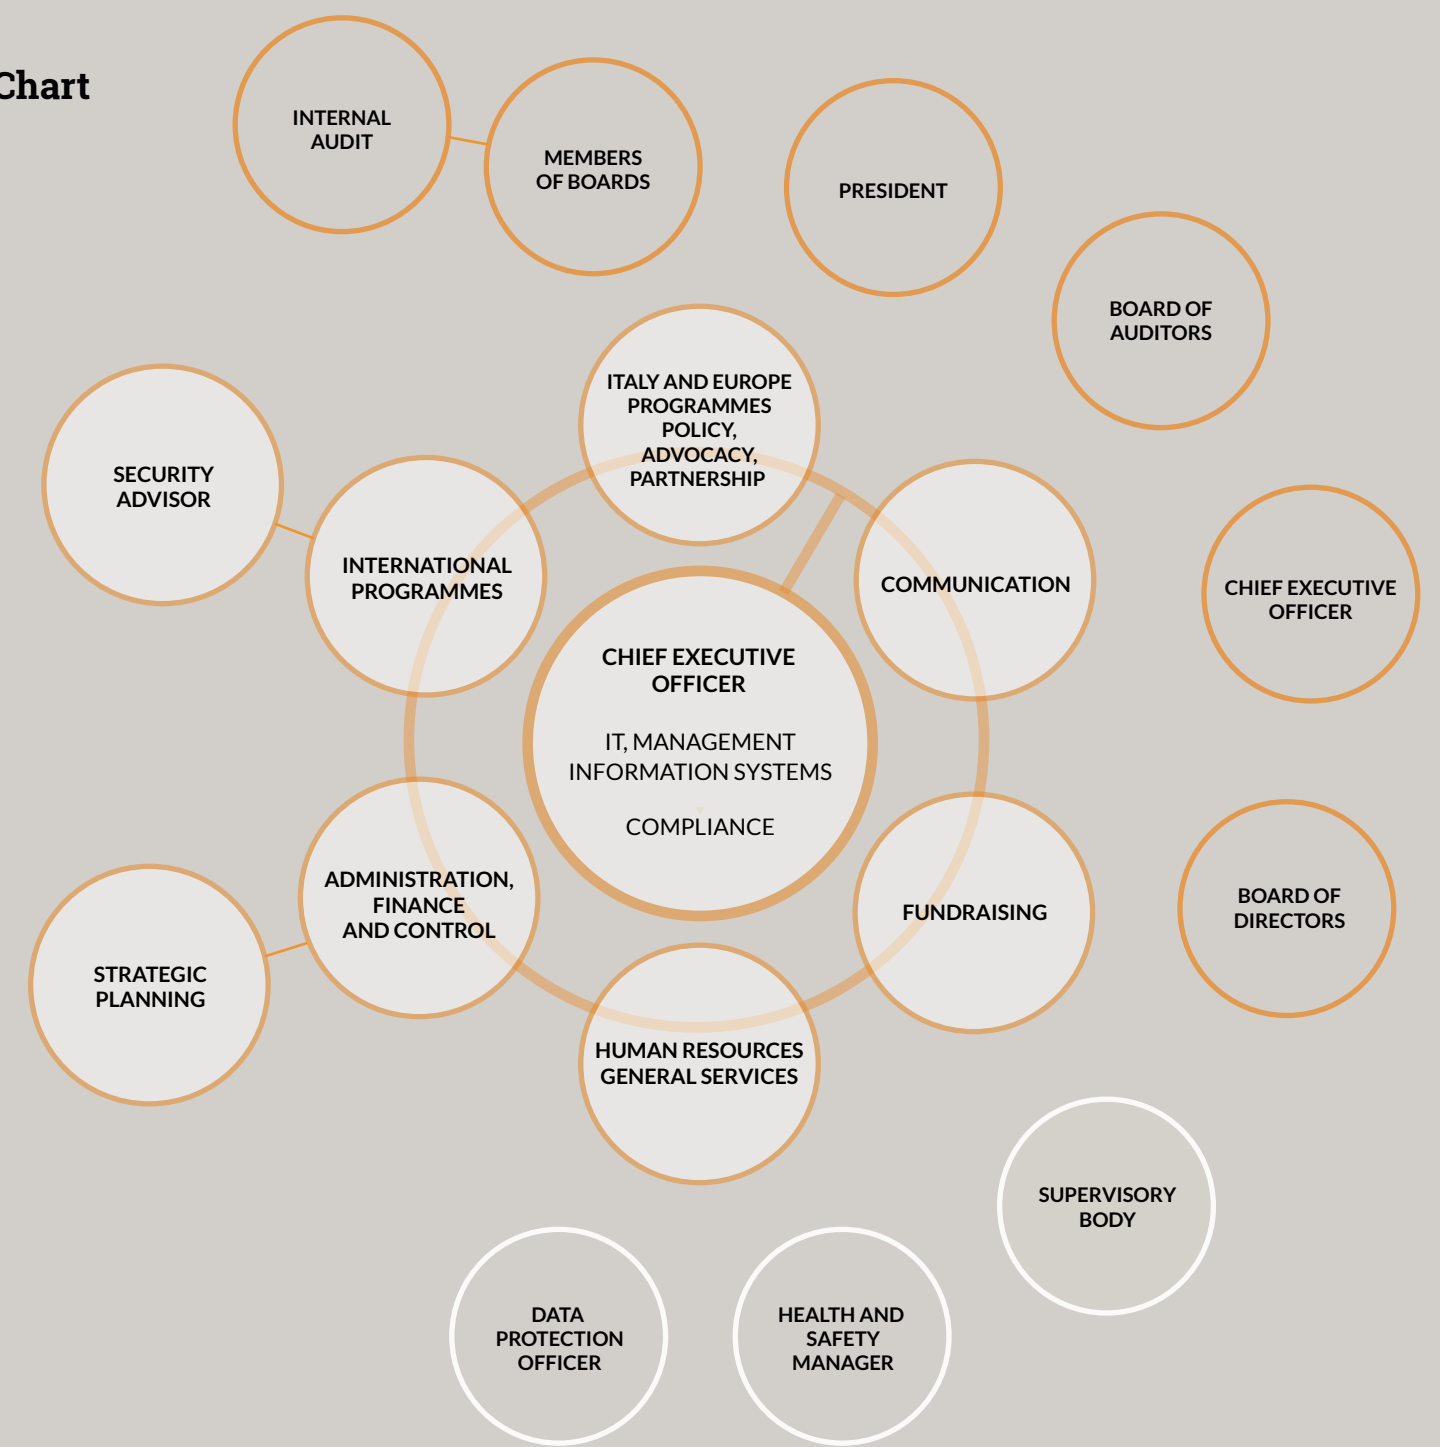 Chart
INTERNAL
AUDIT
MEMBERS
OF BOARDS
PRESIDENT
BOARD OF
AUDITORS
ITALY AND EUROPE
PROGRAMMES
POLICY,
ADVOCACY,
PARTNERSHIP
SECURITY
ADVISOR
INTERNATIONAL
PROGRAMMES
COMMUNICATION
CHIEF EXECUTIVE
OFFICER
CHIEF EXECUTIVE
OFFICER
IT, MANAGEMENT
INFORMATION SYSTEMS
COMPLIANCE
ADMINISTRATION,
FINANCE
AND CONTROL
FUNDRAISING
BOARD OF
DIRECTORS
STRATEGIC
PLANNING
HUMAN RESOURCES
GENERAL SERVICES
SUPERVISORY
BODY
DATA
PROTECTION
OFFICER
HEALTH AND
SAFETY
MANAGER